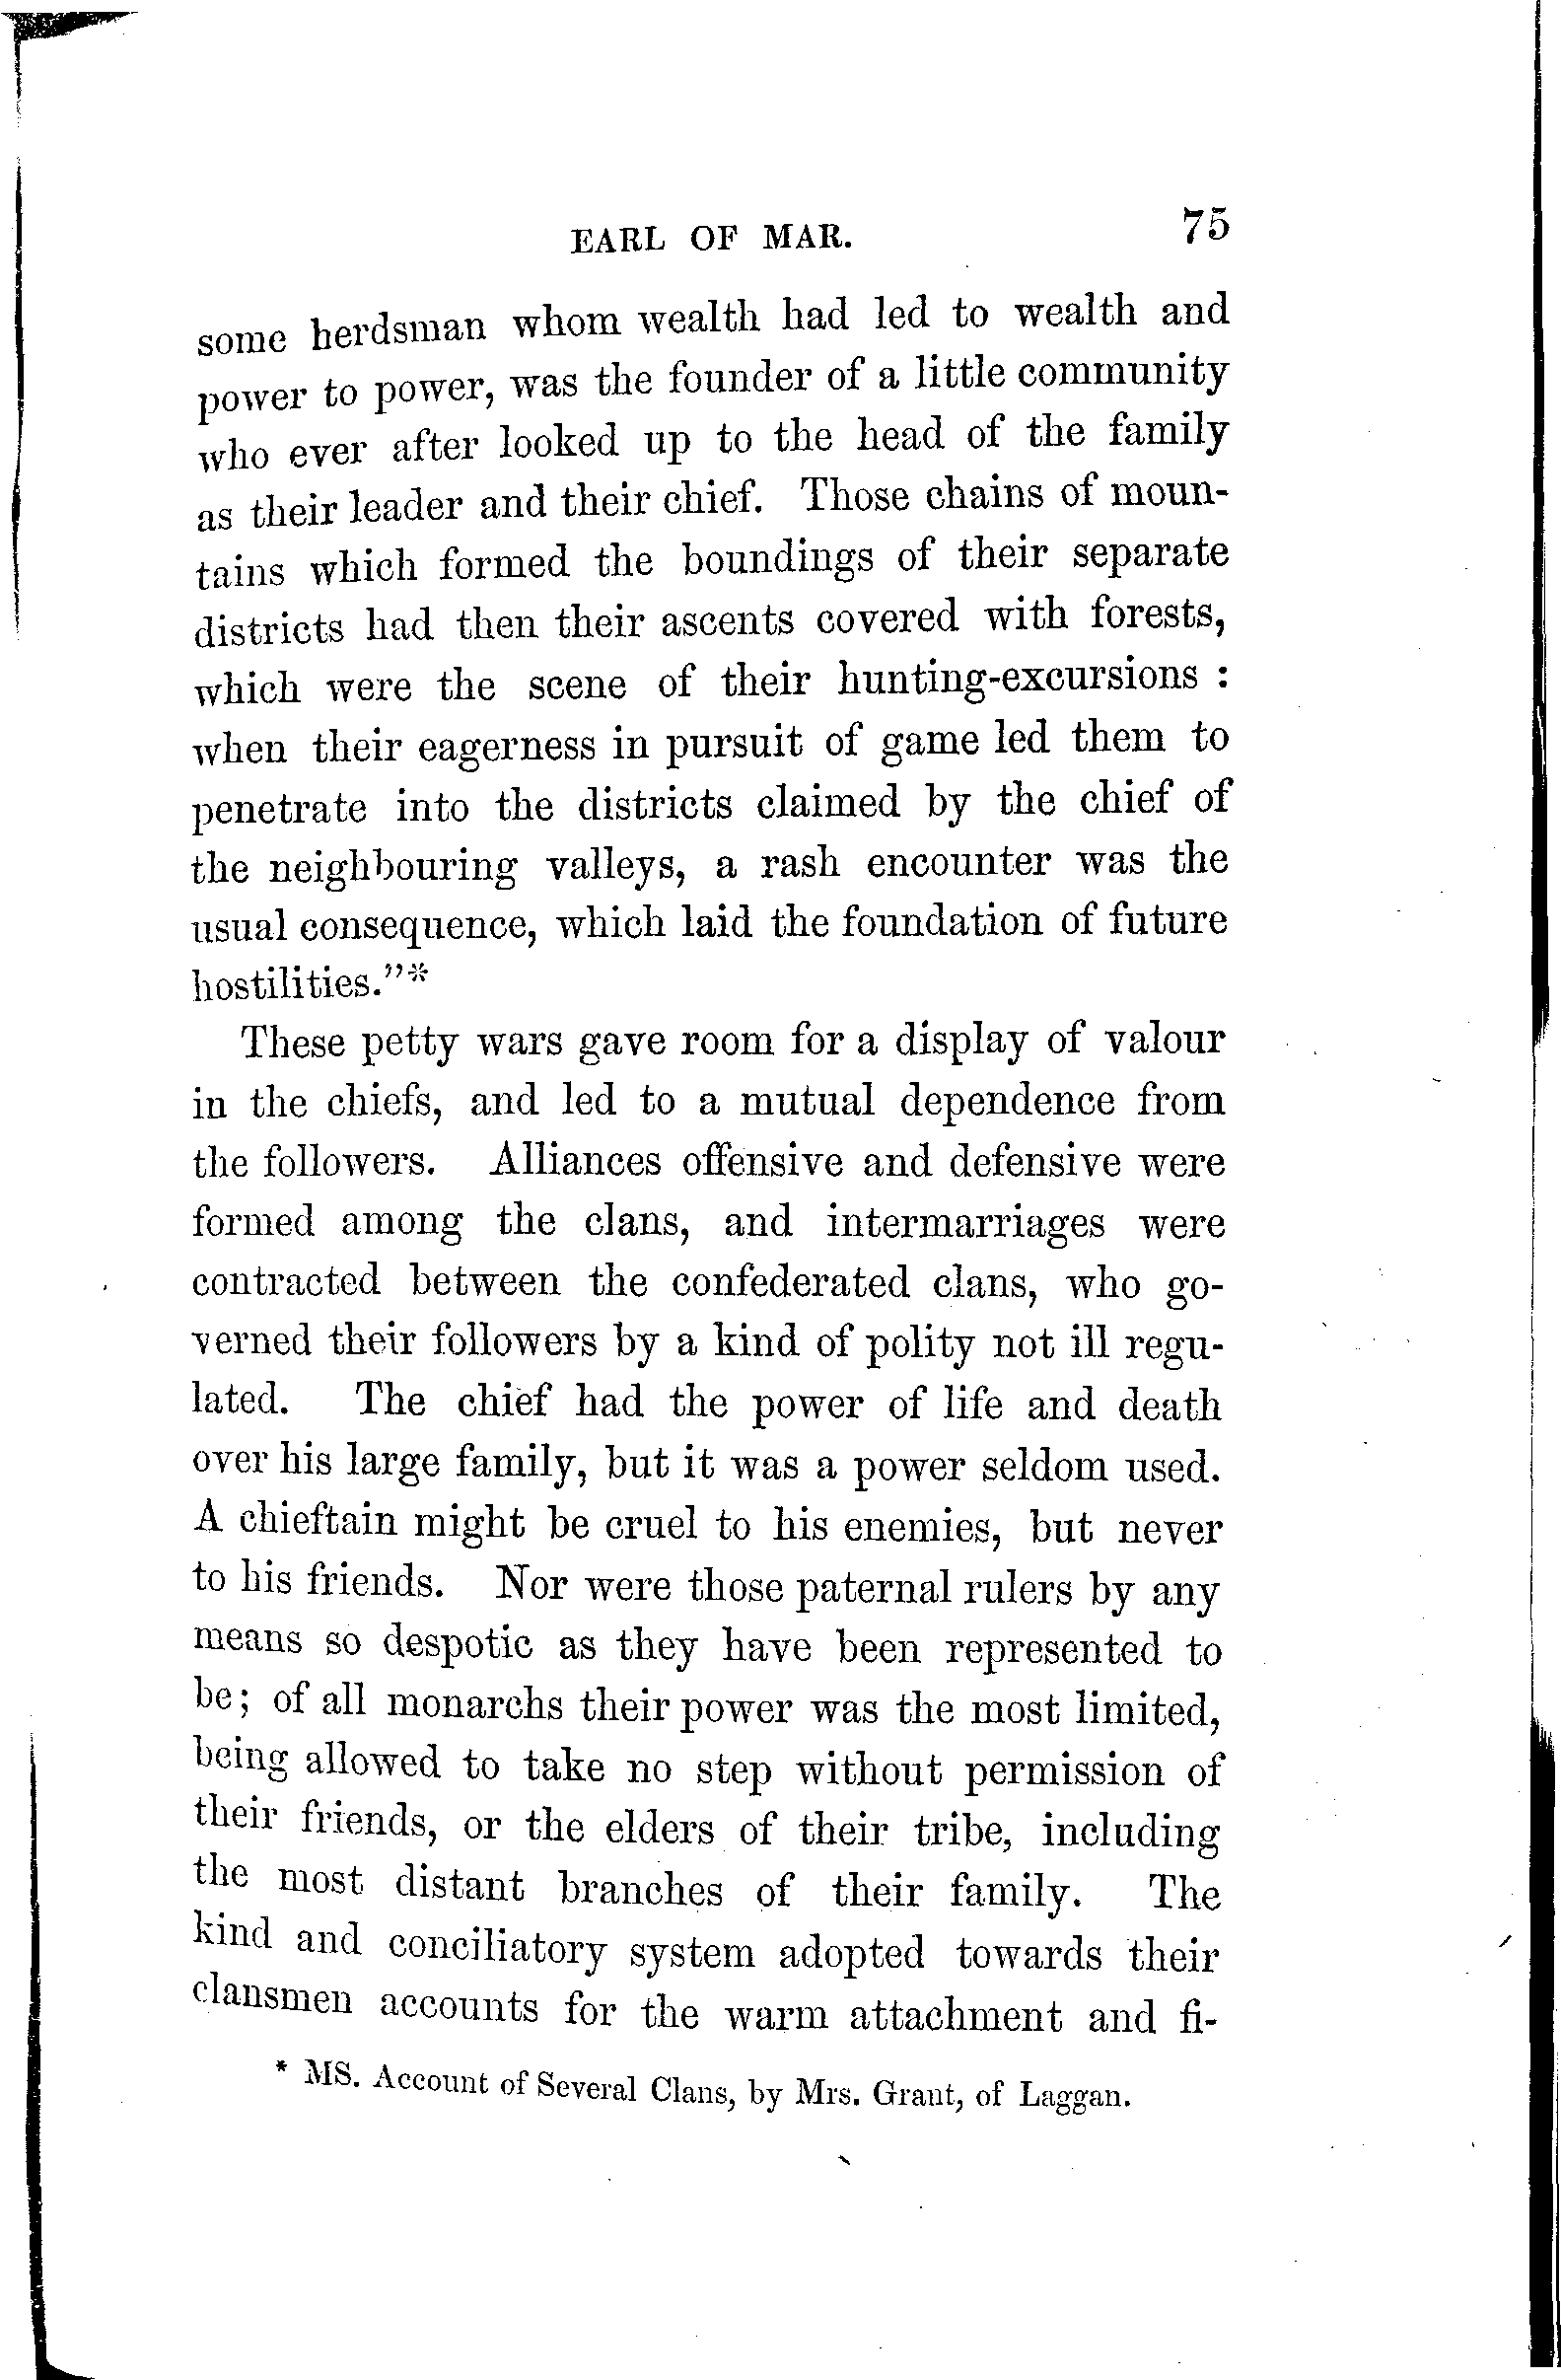 EARL OF MAR. 75
some herdsman whom wealth had led to wealth and
power to power, was the founder of a little community
who ever after looked up to the head of the family
as their leader and their chief. Those chains of moun-
tains which formed the boundings of their separate
districts had then their ascents covered with forests,
which were the scene of their hunting-excursions :
when their eagerness in pursuit of game led them to
penetrate into the districts claimed by the chief of
the neighbouring valleys, a rash encounter was the
usual consequence, which laid the foundation of future
hostilities."*
These petty wars gave room for a display of valour
in the chiefs, and led to a mutual dependence from
the followers. Alliances offensive and defensive were
formed among the clans, and intermarriages were
contracted between the confederated clans, who go-
verned their followers by a kind of polity not ill regu-
lated. The chief had the power of life and death
over his large family, but it was a power seldom used.
A chieftain might be cruel to his enemies, but never
to his friends. Nor were those paternal rulers by any
means so despotic as they have been represented to
be; of all monarchs their power was the most limited,
being allowed to take no step without permission of
their friends, or the elders of their tribe, including
the most distant branches of their family. The
kind and conciliatory system adopted towards their
clansmen accounts for the warm attachment and fi-
* MS. Account of Several Clans, by Mrs. Grant, of Laggan.